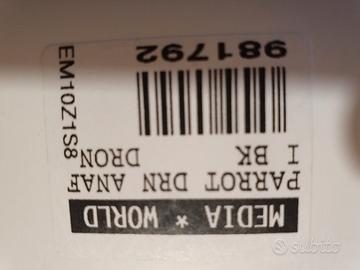 MEDIA * WORLD
PARROT DRN ANAF
I BK DRON
981792
EM10Z1S8
subito